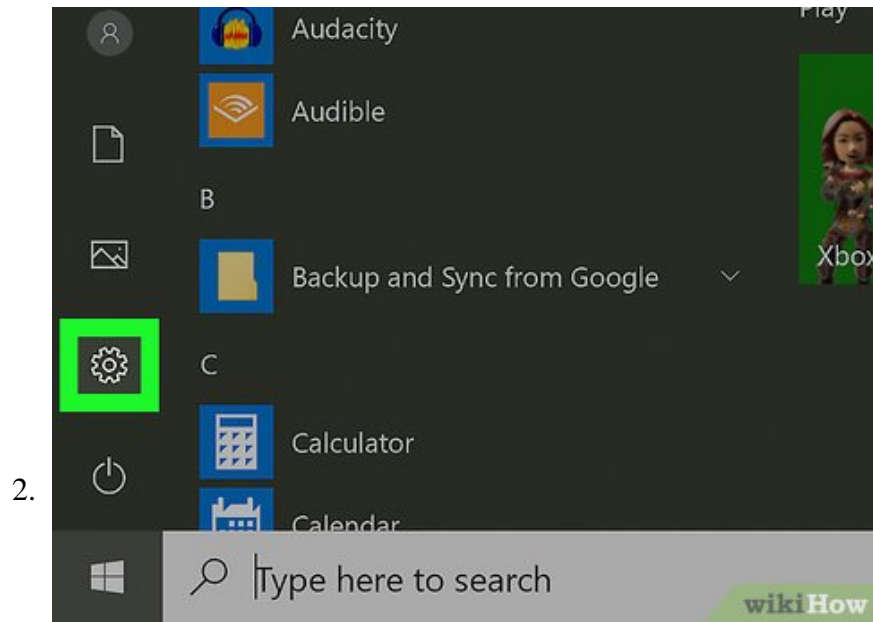 Play
Audacity
Audible
B
Xbox
Backup and Sync from Google
C
Calculator
2.
Calendar
Type here to search
wikiHow